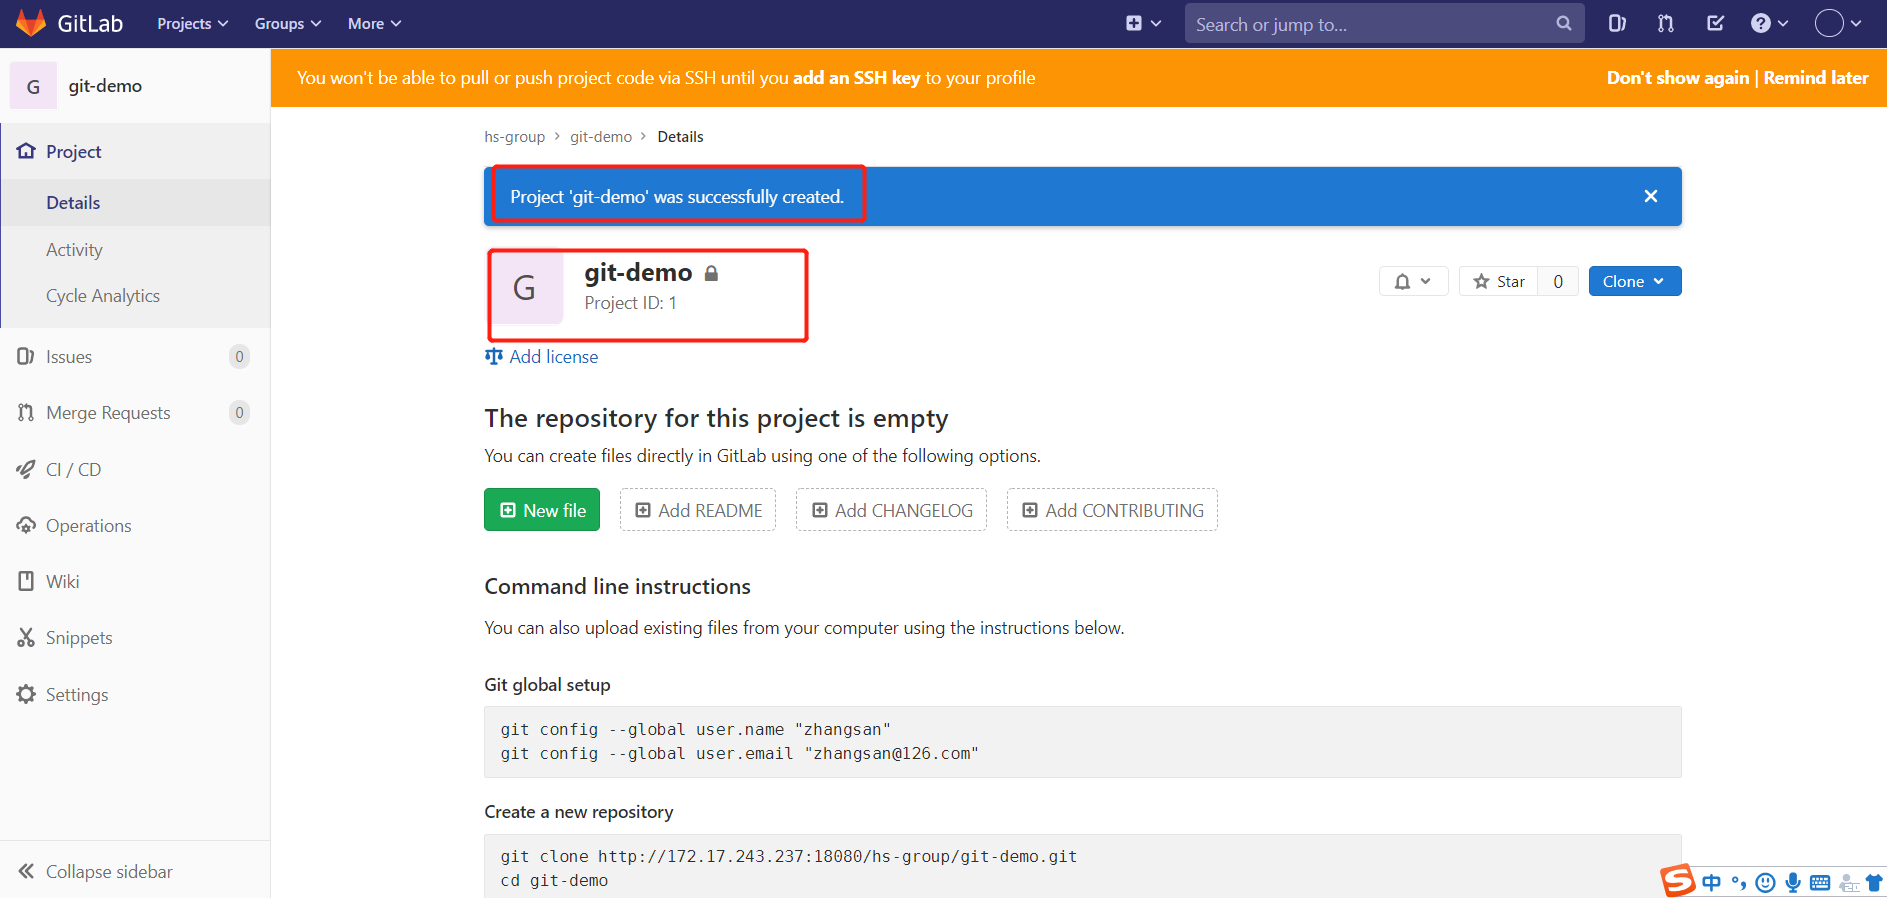 GitLab Projects Groups More Search or jump to...
G git-demo
You won't be able to pull or push project code via SSH until you add an SSH key to your profile Don't show again | Remind later
Project
Details
Activity
Cycle Analytics
Issues 0
Merge Requests 0
CI / CD
Operations
Wiki
Snippets
Settings
Collapse sidebar
hs-group > git-demo > Details
Project 'git-demo' was successfully created.
G
git-demo
Project ID: 1
Star 0 Clone
Add license
The repository for this project is empty
You can create files directly in GitLab using one of the following options.
New file Add README Add CHANGELOG Add CONTRIBUTING
Command line instructions
You can also upload existing files from your computer using the instructions below.
Git global setup
git config --global user.name "zhangsan"
git config --global user.email "zhangsan@126.com"
Create a new repository
git clone http://172.17.243.237:18080/hs-group/git-demo.git
cd git-demo
S 中 °,